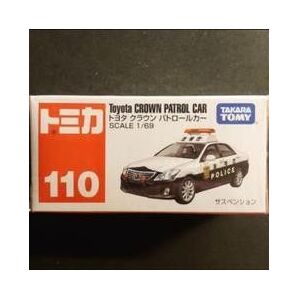 トミカ
110
Toyota CROWN PATROL CAR
トヨタ クラウン パトロールカー
SCALE 1/69
TAKARA
TOMY
POLICE
サスペンション